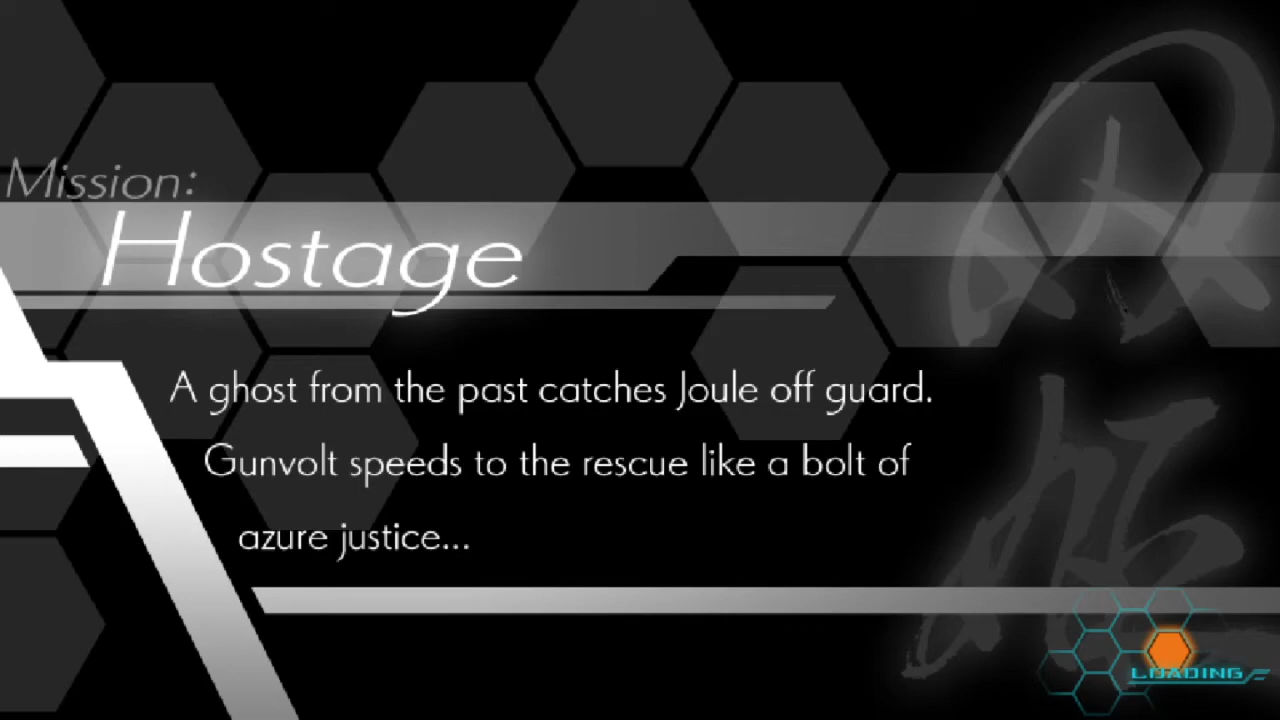 Mission:
Hostage
A ghost from the past catches Joule off guard.
Gunvolt speeds to the rescue like a bolt of
azure justice...
LOADING